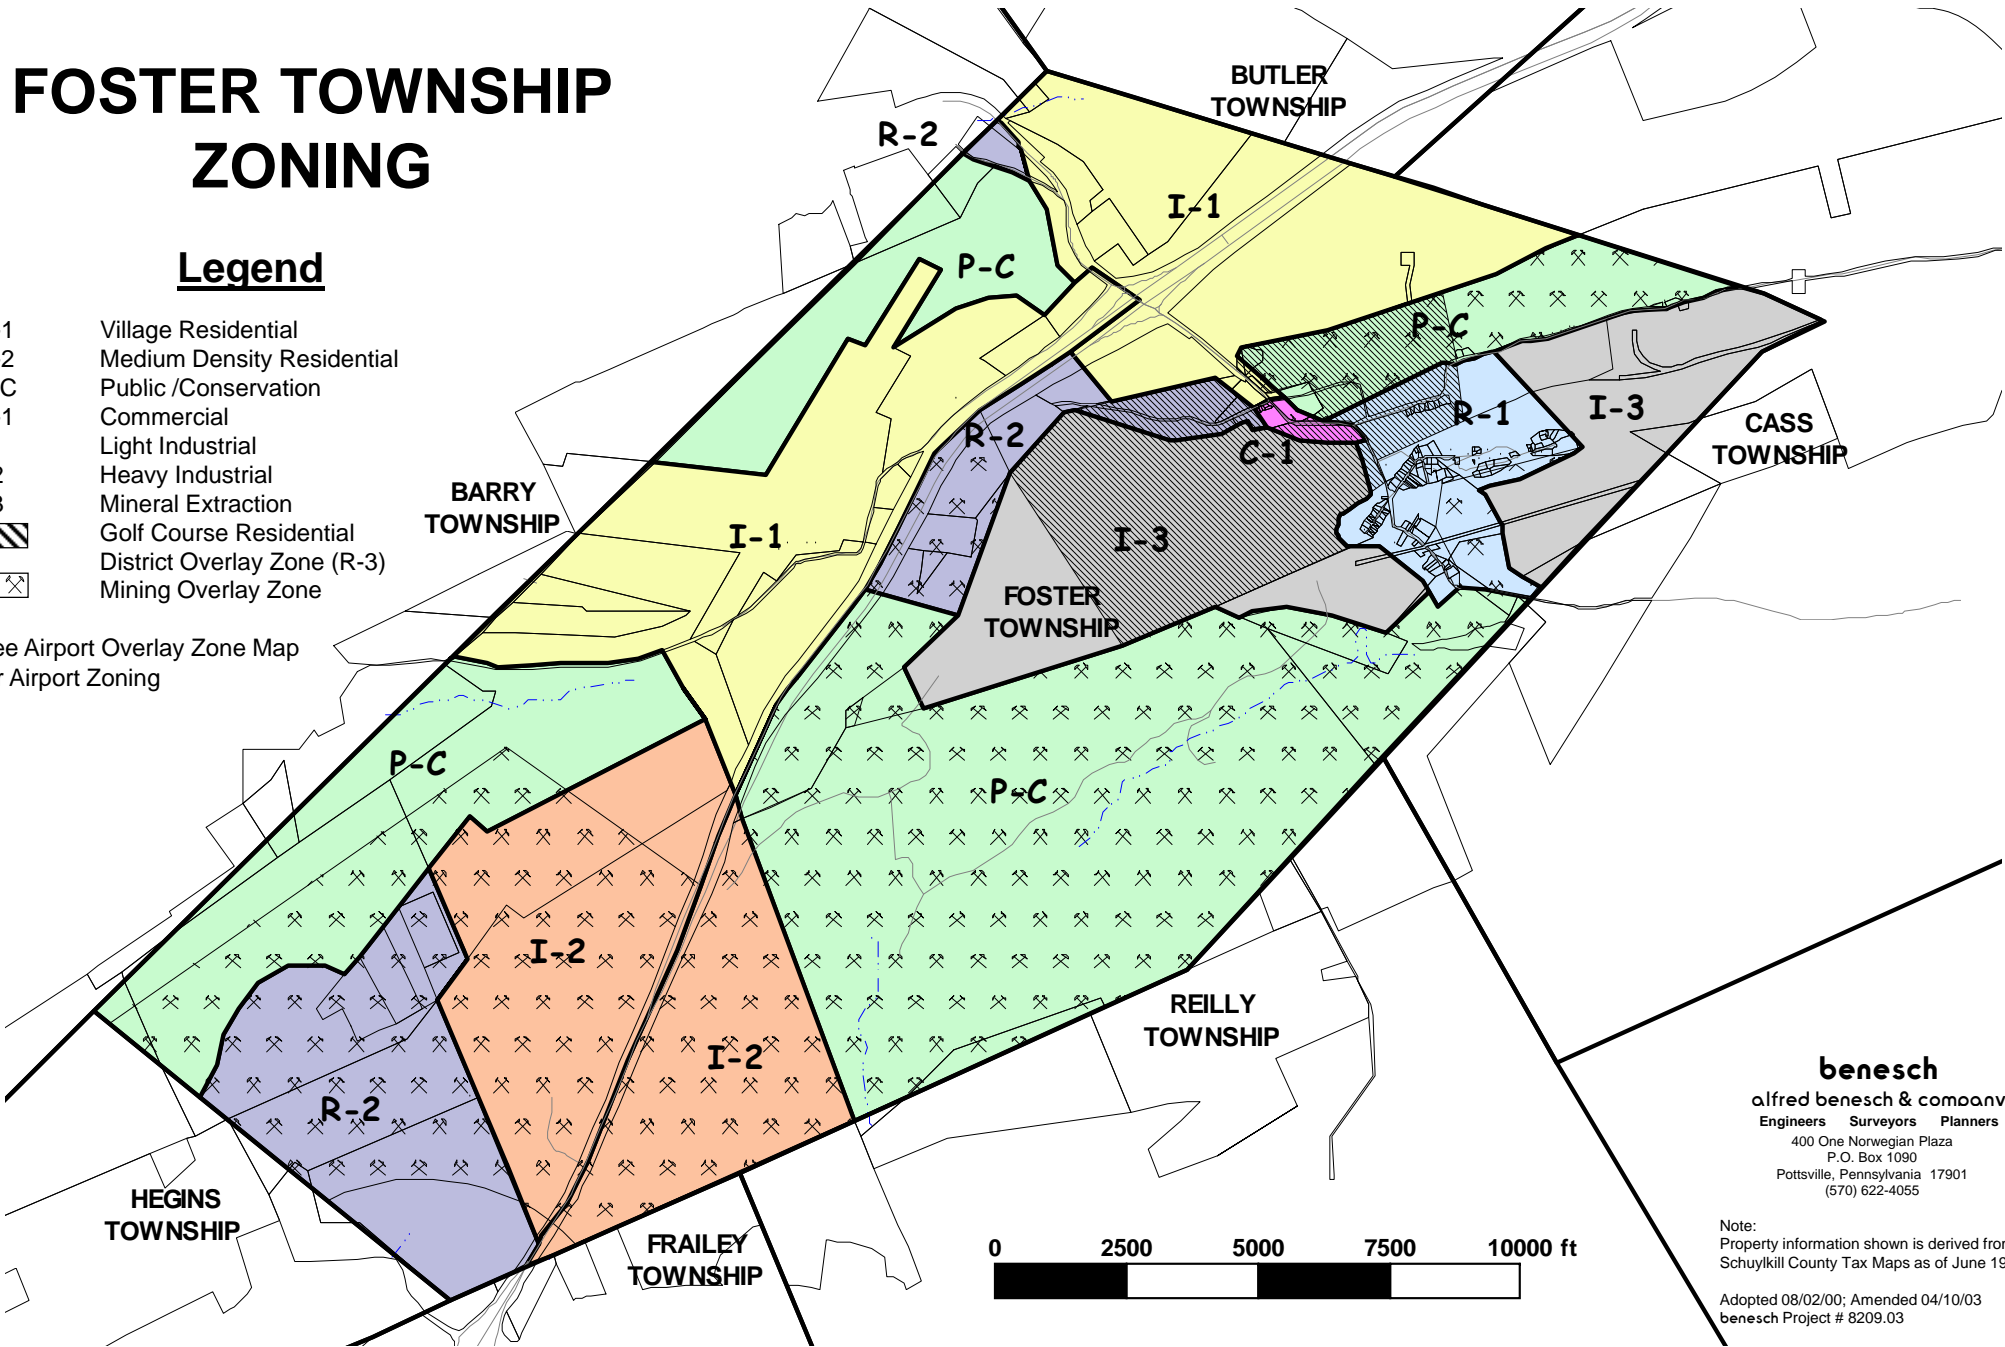 FOSTER TOWNSHIP
ZONING
Legend
1 Village Residential
-2 Medium Density Residential
C Public /Conservation
-1 Commercial
Light Industrial
2 Heavy Industrial
3 Mineral Extraction
Golf Course Residential
District Overlay Zone (R-3)
Mining Overlay Zone
ee Airport Overlay Zone Map
r Airport Zoning
BUTLER
TOWNSHIP
R-2
I-1
P-C
P-C
R-1
I-3
CASS
TOWNSHIP
R-2
C-1
BARRY
TOWNSHIP
I-1
I-3
FOSTER
TOWNSHIP
P-C
P-C
I-2
I-2
R-2
REILLY
TOWNSHIP
HEGINS
TOWNSHIP
FRAILEY
TOWNSHIP
0 2500 5000 7500 10000 ft
benesch
alfred benesch & company
Engineers Surveyors Planners
400 One Norwegian Plaza
P.O. Box 1090
Pottsville, Pennsylvania 17901
(570) 622-4055
Note:
Property information shown is derived from
Schuylkill County Tax Maps as of June 19
Adopted 08/02/00; Amended 04/10/03
benesch Project # 8209.03